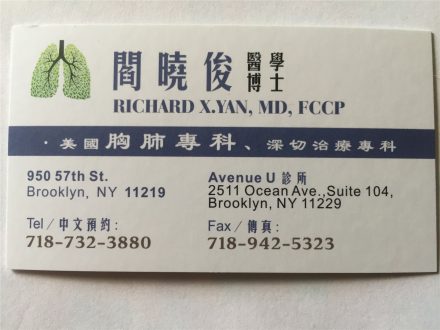 閻曉俊 醫學博士
RICHARD X.YAN, MD, FCCP
·美國胸肺專科、深切治療專科
950 57th St.
Brooklyn, NY 11219
Tel / 中文預約:
718-732-3880
Avenue U 診所
2511 Ocean Ave.,Suite 104,
Brooklyn, NY 11229
Fax / 傳真:
718-942-5323